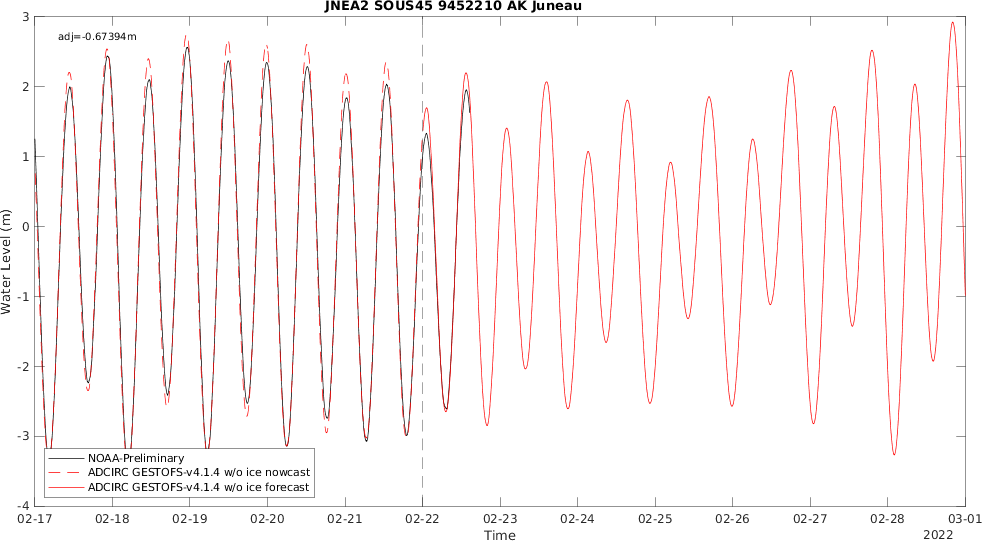 JNEA2 SOUS45 9452210 AK Juneau
adj=-0.67394m
3
2
1
0
-1
-2
-3
-4
Water Level (m)
NOAA-Preliminary
ADCIRC GESTOFS-v4.1.4 w/o ice nowcast
ADCIRC GESTOFS-v4.1.4 w/o ice forecast
02-17 02-18 02-19 02-20 02-21 02-22 02-23 02-24 02-25 02-26 02-27 02-28 03-01
Time
2022